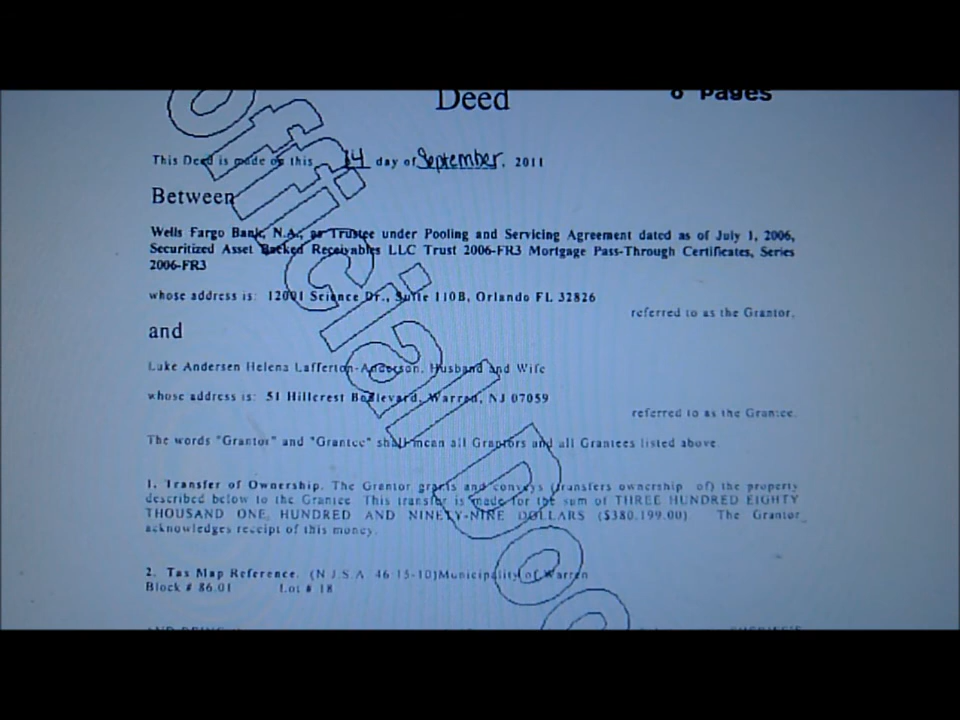 Deed
8 Pages
This Deed is made on this 14 day of September, 2011
Between
Wells Fargo Bank, N.A., as Trustee under Pooling and Servicing Agreement dated as of July 1, 2006,
Securitized Asset Backed Receivables LLC Trust 2006-FR3 Mortgage Pass-Through Certificates, Series
2006-FR3
whose address is: 12001 Science Dr., Suite 110B, Orlando FL 32826
referred to as the Grantor,
and
Luke Andersen Helena Lafferton-Anderson, Husband and Wife
whose address is: 51 Hillcrest Boulevard, Warren, NJ 07059
referred to as the Grantee.
The words "Grantor" and "Grantee" shall mean all Grantors and all Grantees listed above.
1. Transfer of Ownership. The Grantor grants and conveys (transfers ownership of) the property
described below to the Grantee. This transfer is made for the sum of THREE HUNDRED EIGHTY
THOUSAND ONE HUNDRED AND NINETY-NINE DOLLARS ($380,199.00) The Grantor
acknowledges receipt of this money.
2. Tax Map Reference. (N.J.S.A. 46:15-10) Municipality of Warren
Block # 86.01 Lot # 18
official Doc